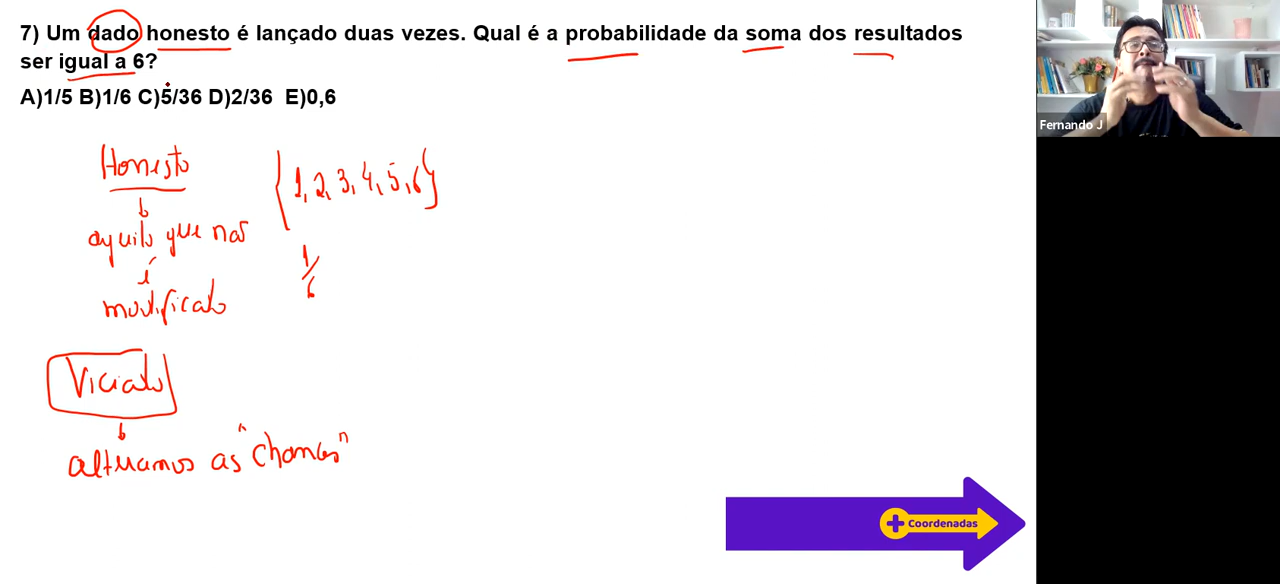 7) Um dado honesto é lançado duas vezes. Qual é a probabilidade da soma dos resultados
ser igual a 6?
A)1/5 B)1/6 C)5/36 D)2/36 E)0,6
Fernando J
Honesto
{1, 2, 3, 4, 5, 6}
aquilo que não
é
modificado
1/6
Viciado
alteramos as "chances"
+ Coordenadas